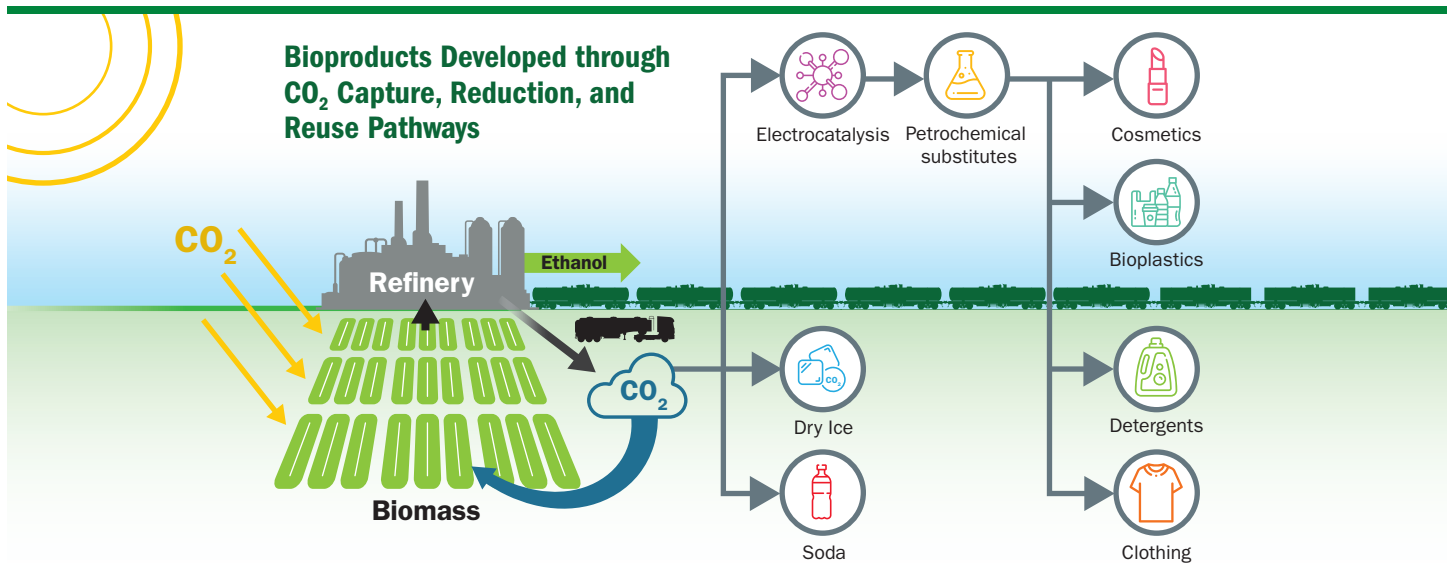 Bioproducts Developed through
CO₂ Capture, Reduction, and
Reuse Pathways
CO₂
Refinery
Ethanol
CO₂
Biomass
Electrocatalysis
Petrochemical
substitutes
Cosmetics
Bioplastics
CO₂
Dry Ice
Detergents
Soda
Clothing